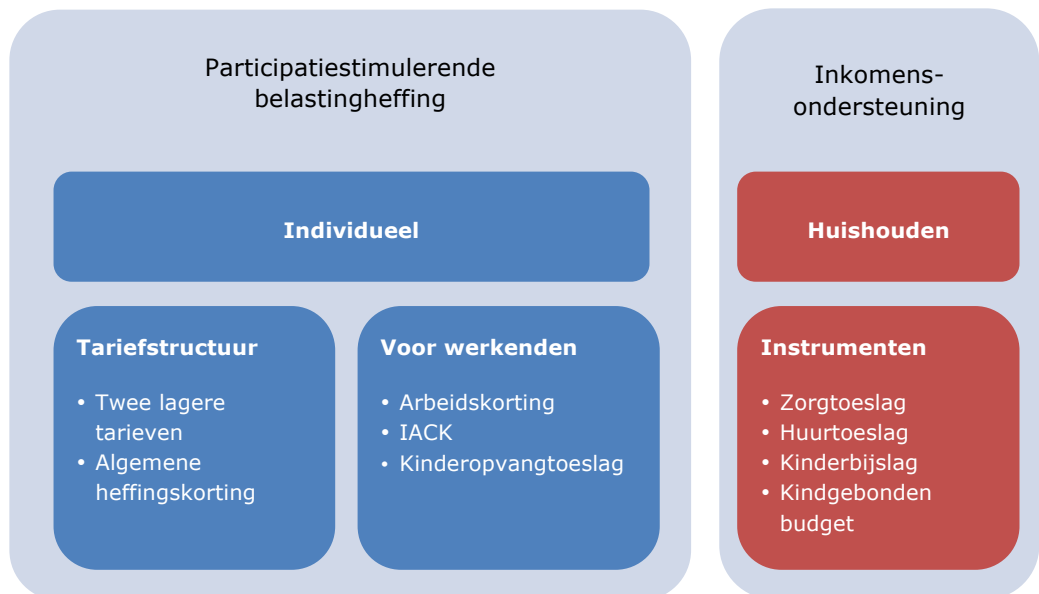 Participatiestimulerende
belastingheffing
Individueel
Tariefstructuur
• Twee lagere
tarieven
• Algemene
heffingskorting
Voor werkenden
• Arbeidskorting
• IACK
• Kinderopvangtoeslag
Inkomens-
ondersteuning
Huishouden
Instrumenten
• Zorgtoeslag
• Huurtoeslag
• Kinderbijslag
• Kindgebonden
budget